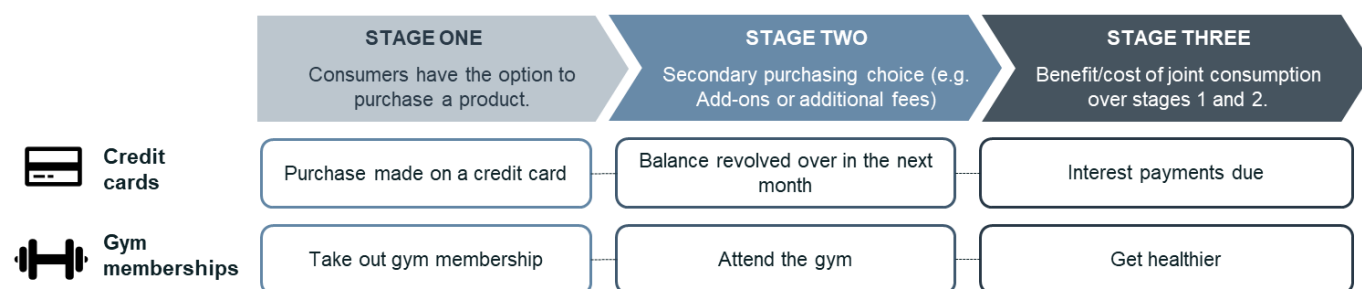 STAGE ONE
Consumers have the option to
purchase a product.
STAGE TWO
Secondary purchasing choice (e.g.
Add-ons or additional fees)
STAGE THREE
Benefit/cost of joint consumption
over stages 1 and 2.
Credit
cards
Purchase made on a credit card
Balance revolved over in the next
month
Interest payments due
Gym
memberships
Take out gym membership
Attend the gym
Get healthier